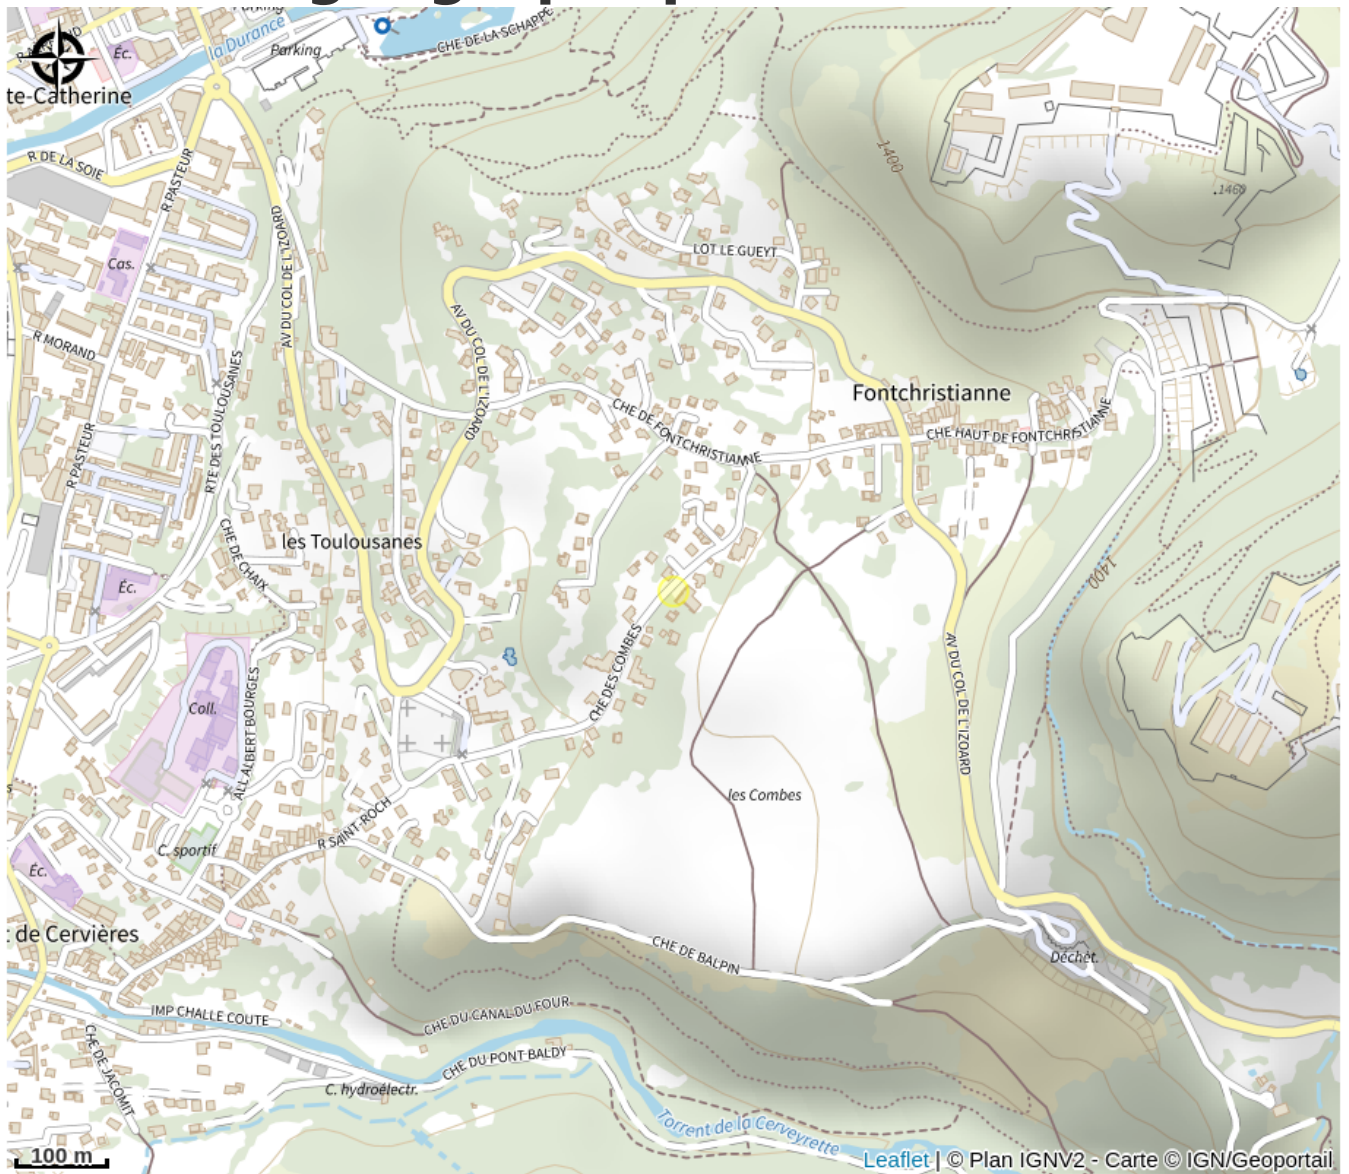 Parking
la Durance
Parking
CHE DE LA SCHAPPE
Éc.
te-Catherine
R DE LA SOIE
R PASTEUR
1400
.1460
AV DU COL DE L'IZOARD
LOT LE GUEYT
Cas.
R MORAND
AV DU COL DE L'IZOARD
RTE DES TOULOUSANES
Fontchristianne
CHE DE FONTCHRISTIANNE
CHE HAUT DE FONTCHRISTIANNE
R PASTEUR
CHE DE CHAIX
les Toulousanes
1400
Éc.
CHE DES COMBES
AV DU COL DE L'IZOARD
Coll.
ALL ALBERT BOURGES
les Combes
R SAINT-ROCH
C. sportif
Éc.
t de Cervières
CHE DE BALPIN
Déchèt.
IMP CHALLE COUTE
CHE DU CANAL DU FOUR
CHE DE JACOMIT
CHE DU PONT BALDY
C. hydroélectr.
Torrent de la Cerveyrette
100 m
Leaflet | © Plan IGNV2 - Carte © IGN/Geoportail